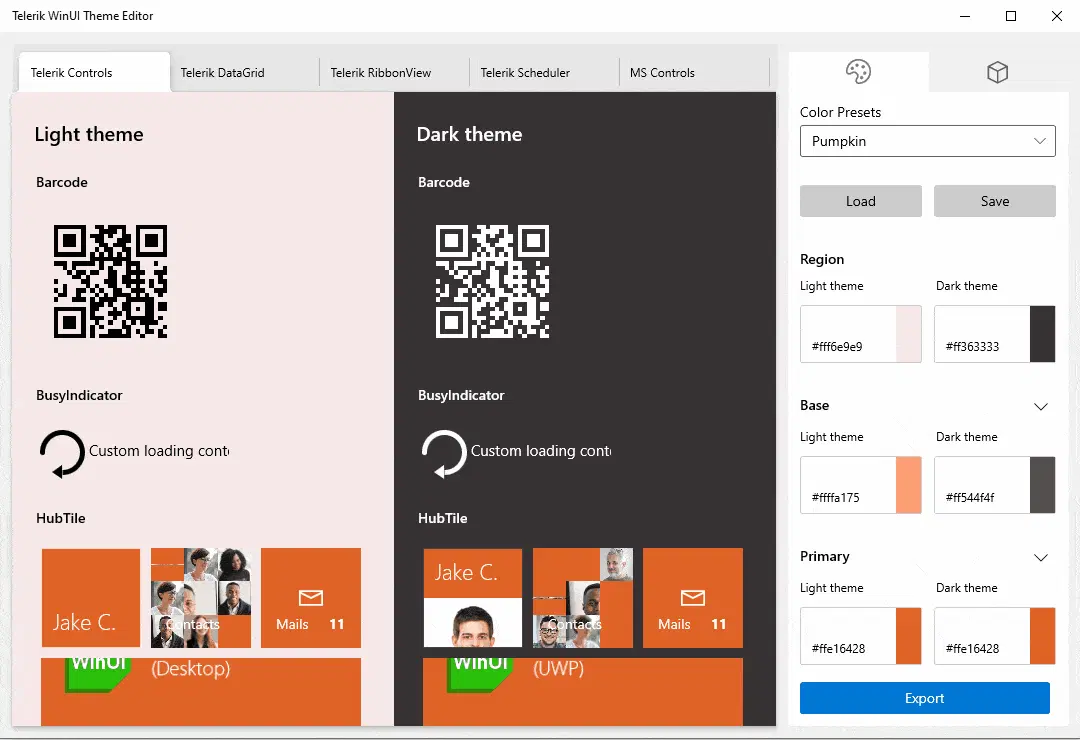 Telerik WinUI Theme Editor
Telerik Controls
Telerik DataGrid
Telerik RibbonView
Telerik Scheduler
MS Controls
Light theme
Barcode
BusyIndicator
Custom loading cont
HubTile
Jake C.
Contacts
Mails 11
WinUI
(Desktop)
Dark theme
Barcode
BusyIndicator
Custom loading cont
HubTile
Jake C.
Contacts
Mails 11
WinUI
(UWP)
Color Presets
Pumpkin
Load
Save
Region
Light theme
Dark theme
#fff6e9e9
#ff363333
Base
Light theme
Dark theme
#ffffa175
#ff544f4f
Primary
Light theme
Dark theme
#ffe16428
#ffe16428
Export